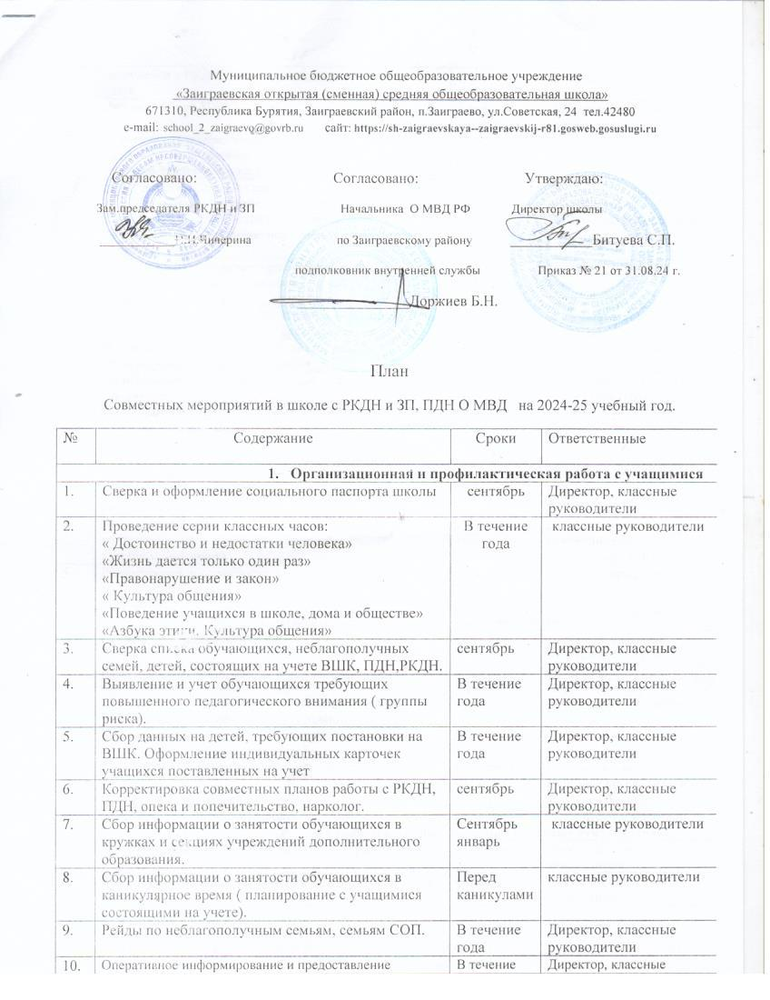 Муниципальное бюджетное общеобразовательное учреждение
«Заиграевская открытая (сменная) средняя общеобразовательная школа»
671310, Республика Бурятия, Заиграевский район, п.Заиграево, ул.Советская, 24 тел.42480
e-mail: school_2_zaigraevo@govrb.ru сайт: https://sh-zaigraevskaya--zaigraevskij-r81.gosweb.gosuslugi.ru
Согласовано: Согласовано: Утверждаю:
Зам.председателя РКДН и ЗП Начальника О МВД РФ Директор школы
Чичерина по Заиграевскому району Битуева С.П.
подполковник внутренней службы Приказ № 21 от 31.08.24 г.
Доржиев Б.Н.
План
Совместных мероприятий в школе с РКДН и ЗП, ПДН О МВД на 2024-25 учебный год.
№ Содержание Сроки Ответственные
1. Организационная и профилактическая работа с учащимися
1. Сверка и оформление социального паспорта школы сентябрь Директор, классные
руководители
2. Проведение серии классных часов: В течение классные руководители
« Достоинство и недостатки человека» года
«Жизнь дается только один раз»
«Правонарушение и закон»
« Культура общения»
«Поведение учащихся в школе, дома и обществе»
«Азбука этики. Культура общения»
3. Сверка списка обучающихся, неблагополучных сентябрь Директор, классные
семей, детей, состоящих на учете ВШК, ПДН,РКДН. руководители
4. Выявление и учет обучающихся требующих В течение Директор, классные
повышенного педагогического внимания ( группы года руководители
риска).
5. Сбор данных на детей, требующих постановки на В течение Директор, классные
ВШК. Оформление индивидуальных карточек года руководители
учащихся поставленных на учет
6. Корректировка совместных планов работы с РКДН, сентябрь Директор, классные
ПДН, опека и попечительство, нарколог. руководители
7. Сбор информации о занятости обучающихся в Сентябрь классные руководители
кружках и секциях учреждений дополнительного январь
образования.
8. Сбор информации о занятости обучающихся в Перед классные руководители
каникулярное время ( планирование с учащимися каникулами
состоящими на учете).
9. Рейды по неблагополучным семьям, семьям СОП. В течение Директор, классные
года руководители
10. Оперативное информирование и предоставление В течение Директор, классные